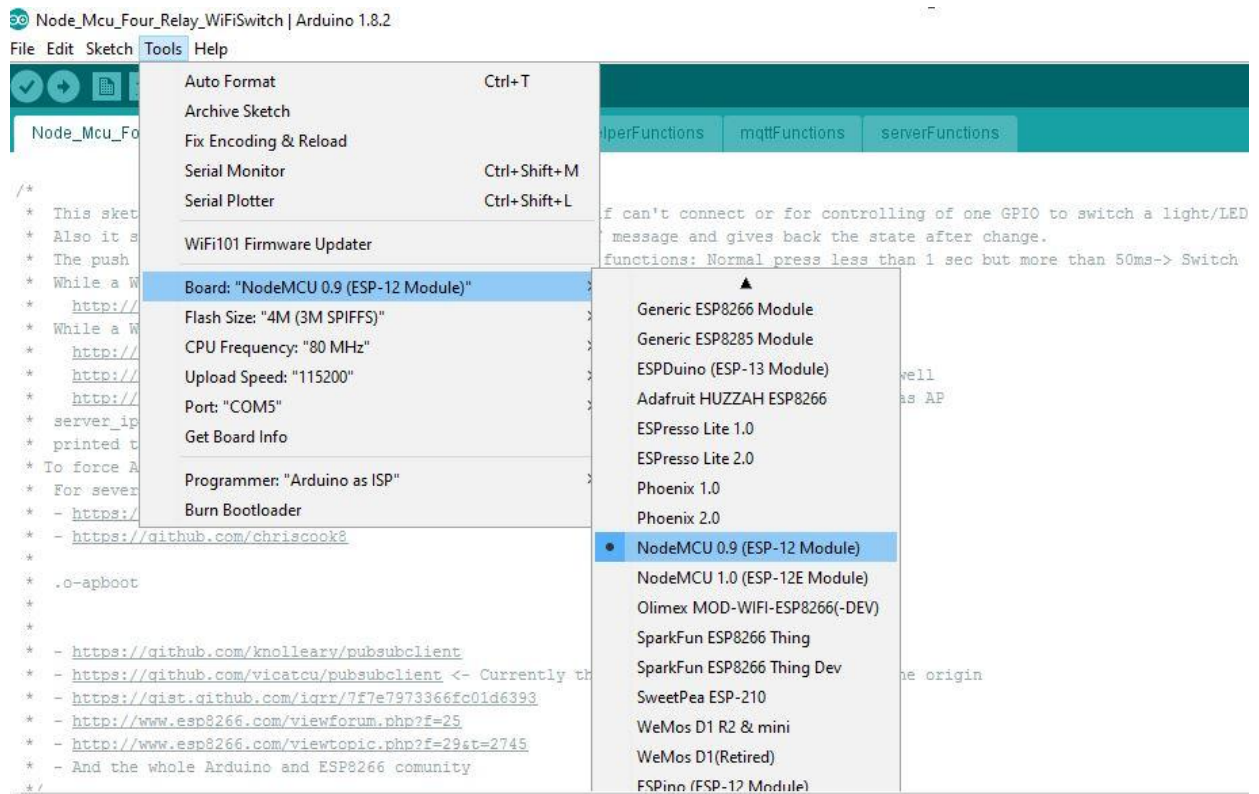 Node_Mcu_Four_Relay_WiFiSwitch | Arduino 1.8.2
File Edit Sketch Tools Help
Node_Mcu_Fo
lperFunctions
mqttFunctions
serverFunctions
Auto Format Ctrl+T
Archive Sketch
Fix Encoding & Reload
Serial Monitor Ctrl+Shift+M
Serial Plotter Ctrl+Shift+L
WiFi101 Firmware Updater
Board: "NodeMCU 0.9 (ESP-12 Module)"
Flash Size: "4M (3M SPIFFS)"
CPU Frequency: "80 MHz"
Upload Speed: "115200"
Port: "COM5"
Get Board Info
Programmer: "Arduino as ISP"
Burn Bootloader
Generic ESP8266 Module
Generic ESP8285 Module
ESPDuino (ESP-13 Module)
Adafruit HUZZAH ESP8266
ESPresso Lite 1.0
ESPresso Lite 2.0
Phoenix 1.0
Phoenix 2.0
NodeMCU 0.9 (ESP-12 Module)
NodeMCU 1.0 (ESP-12E Module)
Olimex MOD-WIFI-ESP8266(-DEV)
SparkFun ESP8266 Thing
SparkFun ESP8266 Thing Dev
SweetPea ESP-210
WeMos D1 R2 & mini
WeMos D1(Retired)
ESPino (ESP-12 Module)
/*
* This sket f can't connect or for controlling of one GPIO to switch a light/LED
* Also it s message and gives back the state after change.
* The push functions: Normal press less than 1 sec but more than 50ms-> Switch
* While a W
* http://
* While a W
* http://
* http:// well
* http:// as AP
* server_ip
* printed t
* To force A
* For sever
* - https:/
* - https://github.com/chriscook8
*
* .o-apboot
*
*
* - https://github.com/knolleary/pubsubclient
* - https://github.com/vicatcu/pubsubclient <- Currently th he origin
* - https://gist.github.com/igrr/7f7e7973366fc01d6393
* - http://www.esp8266.com/viewforum.php?f=25
* - http://www.esp8266.com/viewtopic.php?f=29&t=2745
* - And the whole Arduino and ESP8266 comunity
*/